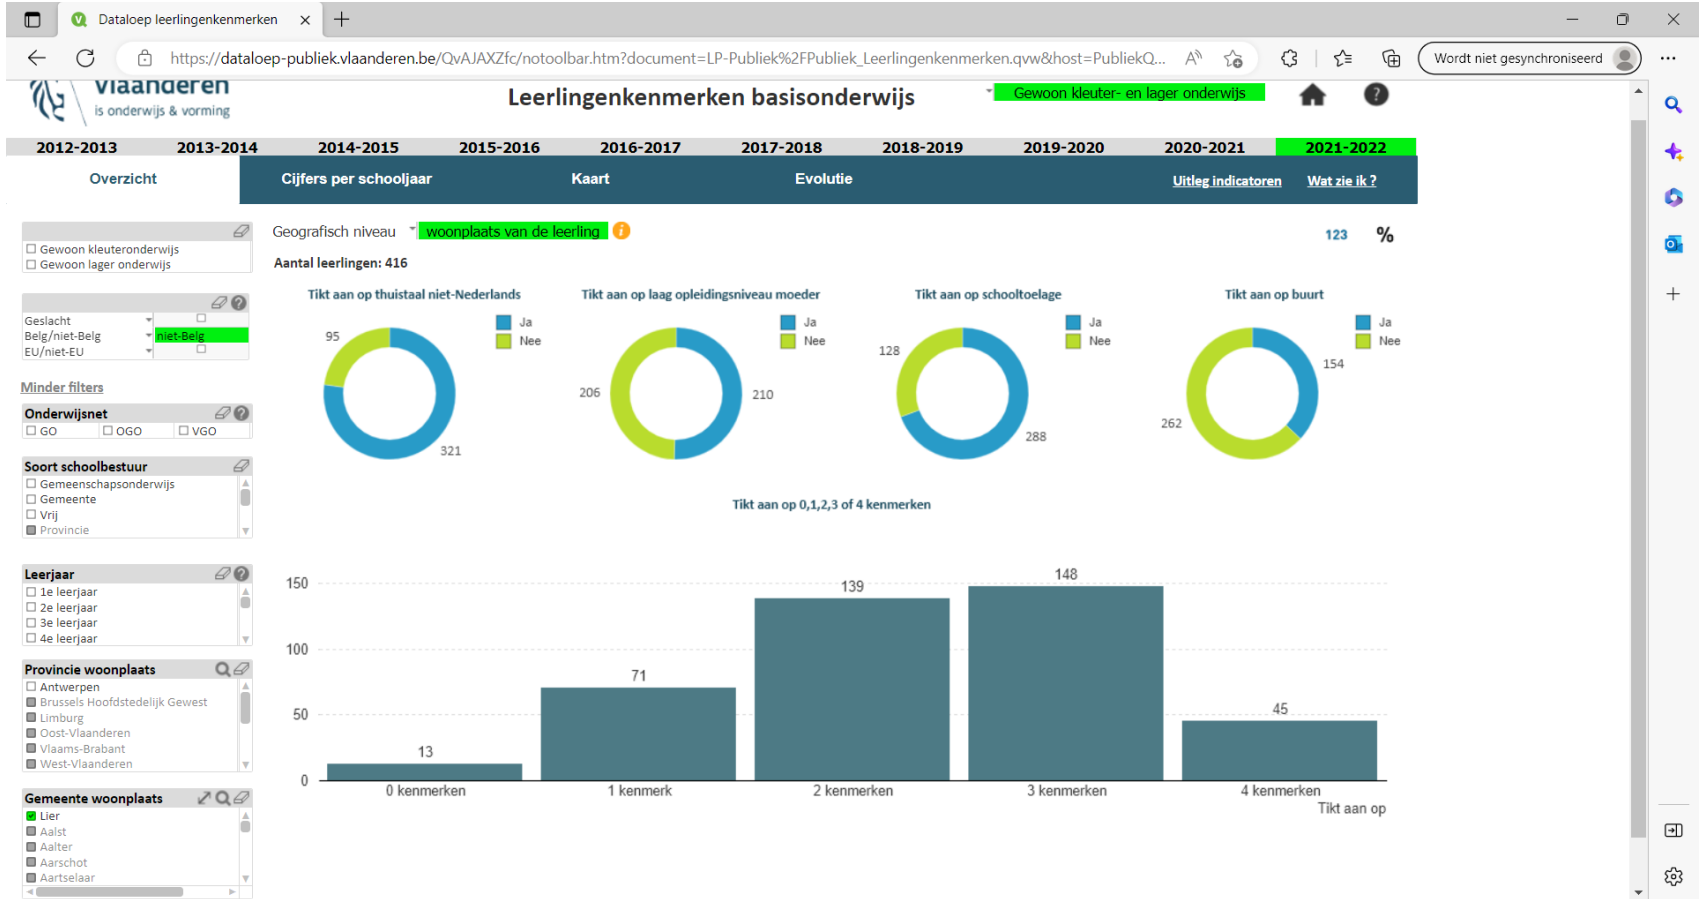 Dataloep leerlingenkenmerken
https://dataloep-publiek.vlaanderen.be/QvAJAXZfc/notoolbar.htm?document=LP-Publiek%2FPubliek_Leerlingenkenmerken.qvw&host=PubliekQ...
Wordt niet gesynchroniseerd
Vlaanderen
is onderwijs & vorming
Leerlingenkenmerken basisonderwijs
Gewoon kleuter- en lager onderwijs
2012-2013 2013-2014 2014-2015 2015-2016 2016-2017 2017-2018 2018-2019 2019-2020 2020-2021 2021-2022
Overzicht Cijfers per schooljaar Kaart Evolutie Uitleg indicatoren Wat zie ik ?
Geografisch niveau woonplaats van de leerling i
123 %
Aantal leerlingen: 416
Gewoon kleuteronderwijs
Gewoon lager onderwijs
Geslacht
Belg/niet-Belg niet-Belg
EU/niet-EU
Minder filters
Onderwijsnet
GO OGO VGO
Soort schoolbestuur
Gemeenschapsonderwijs
Gemeente
Vrij
Provincie
Leerjaar
1e leerjaar
2e leerjaar
3e leerjaar
4e leerjaar
Provincie woonplaats
Antwerpen
Brussels Hoofdstedelijk Gewest
Limburg
Oost-Vlaanderen
Vlaams-Brabant
West-Vlaanderen
Gemeente woonplaats
Lier
Aalst
Aalter
Aarschot
Aartselaar
Tikt aan op thuistaal niet-Nederlands
Ja
Nee
95
321
Tikt aan op laag opleidingsniveau moeder
Ja
Nee
206
210
Tikt aan op schooltoelage
Ja
Nee
128
288
Tikt aan op buurt
Ja
Nee
154
262
Tikt aan op 0,1,2,3 of 4 kenmerken
150
100
50
0
13
71
139
148
45
0 kenmerken 1 kenmerk 2 kenmerken 3 kenmerken 4 kenmerken
Tikt aan op